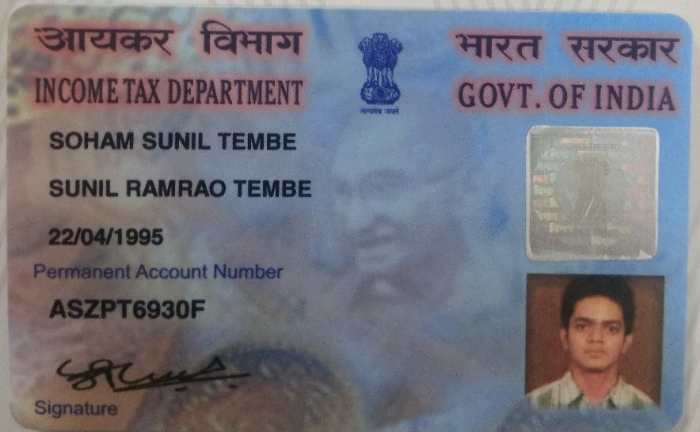 आयकर विभाग
INCOME TAX DEPARTMENT
भारत सरकार
GOVT. OF INDIA
सत्यमेव जयते
SOHAM SUNIL TEMBE
SUNIL RAMRAO TEMBE
22/04/1995
Permanent Account Number
ASZPT6930F
Signature